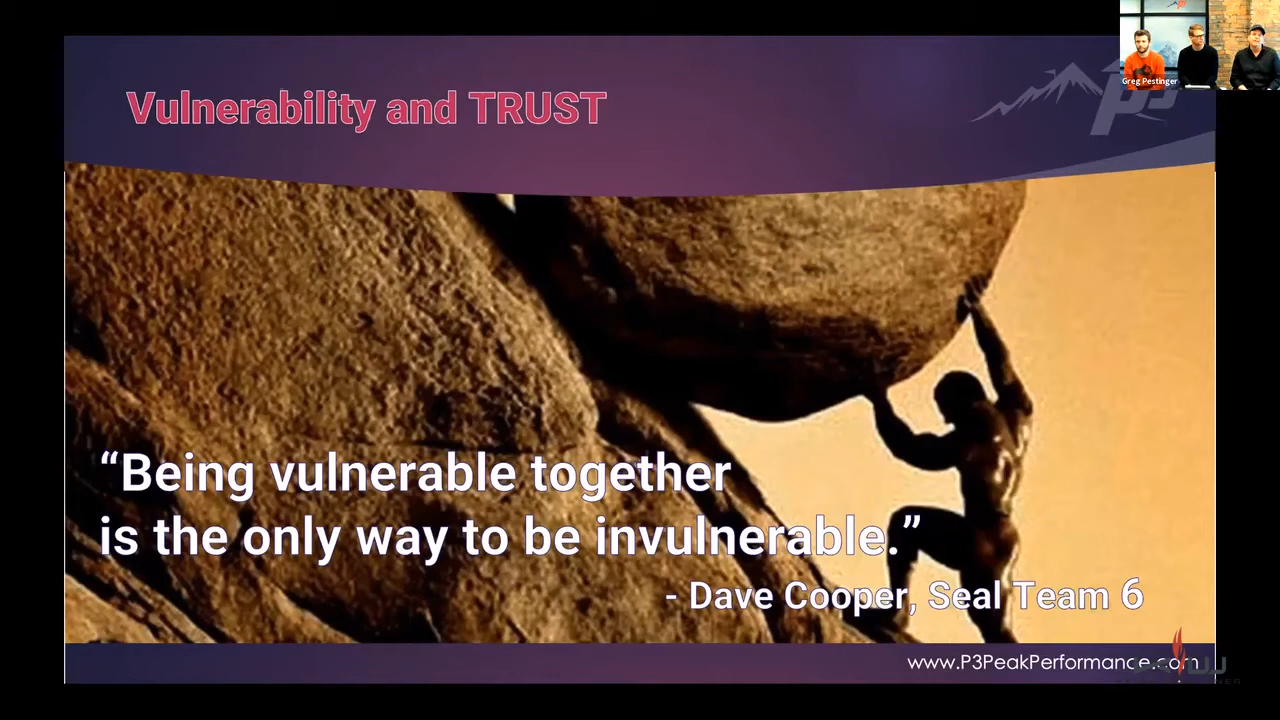 Vulnerability and TRUST
P3
Greg Pestinger
“Being vulnerable together
is the only way to be invulnerable.”
- Dave Cooper, Seal Team 6
www.P3PeakPerformance.com